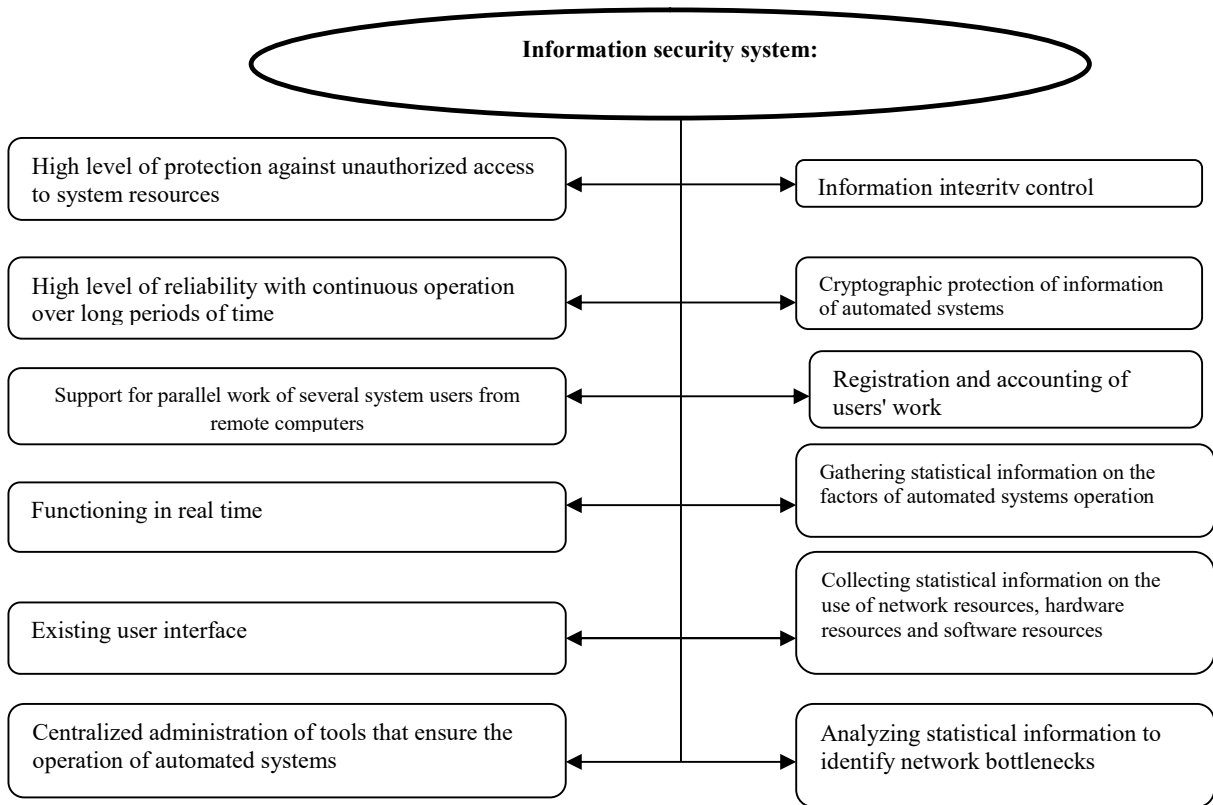 Information security system:
High level of protection against unauthorized access
to system resources
Information integrity control
High level of reliability with continuous operation
over long periods of time
Cryptographic protection of information
of automated systems
Support for parallel work of several system users from
remote computers
Registration and accounting of
users' work
Gathering statistical information on the
factors of automated systems operation
Functioning in real time
Collecting statistical information on the
use of network resources, hardware
resources and software resources
Existing user interface
Centralized administration of tools that ensure the
operation of automated systems
Analyzing statistical information to
identify network bottlenecks